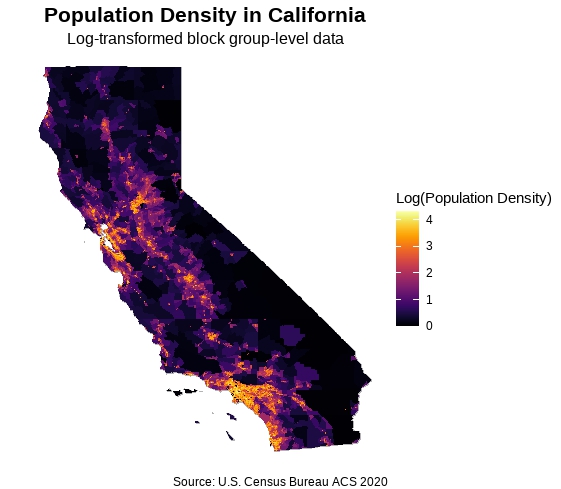 Population Density in California
Log-transformed block group-level data
Log(Population Density)
4
3
2
1
0
Source: U.S. Census Bureau ACS 2020